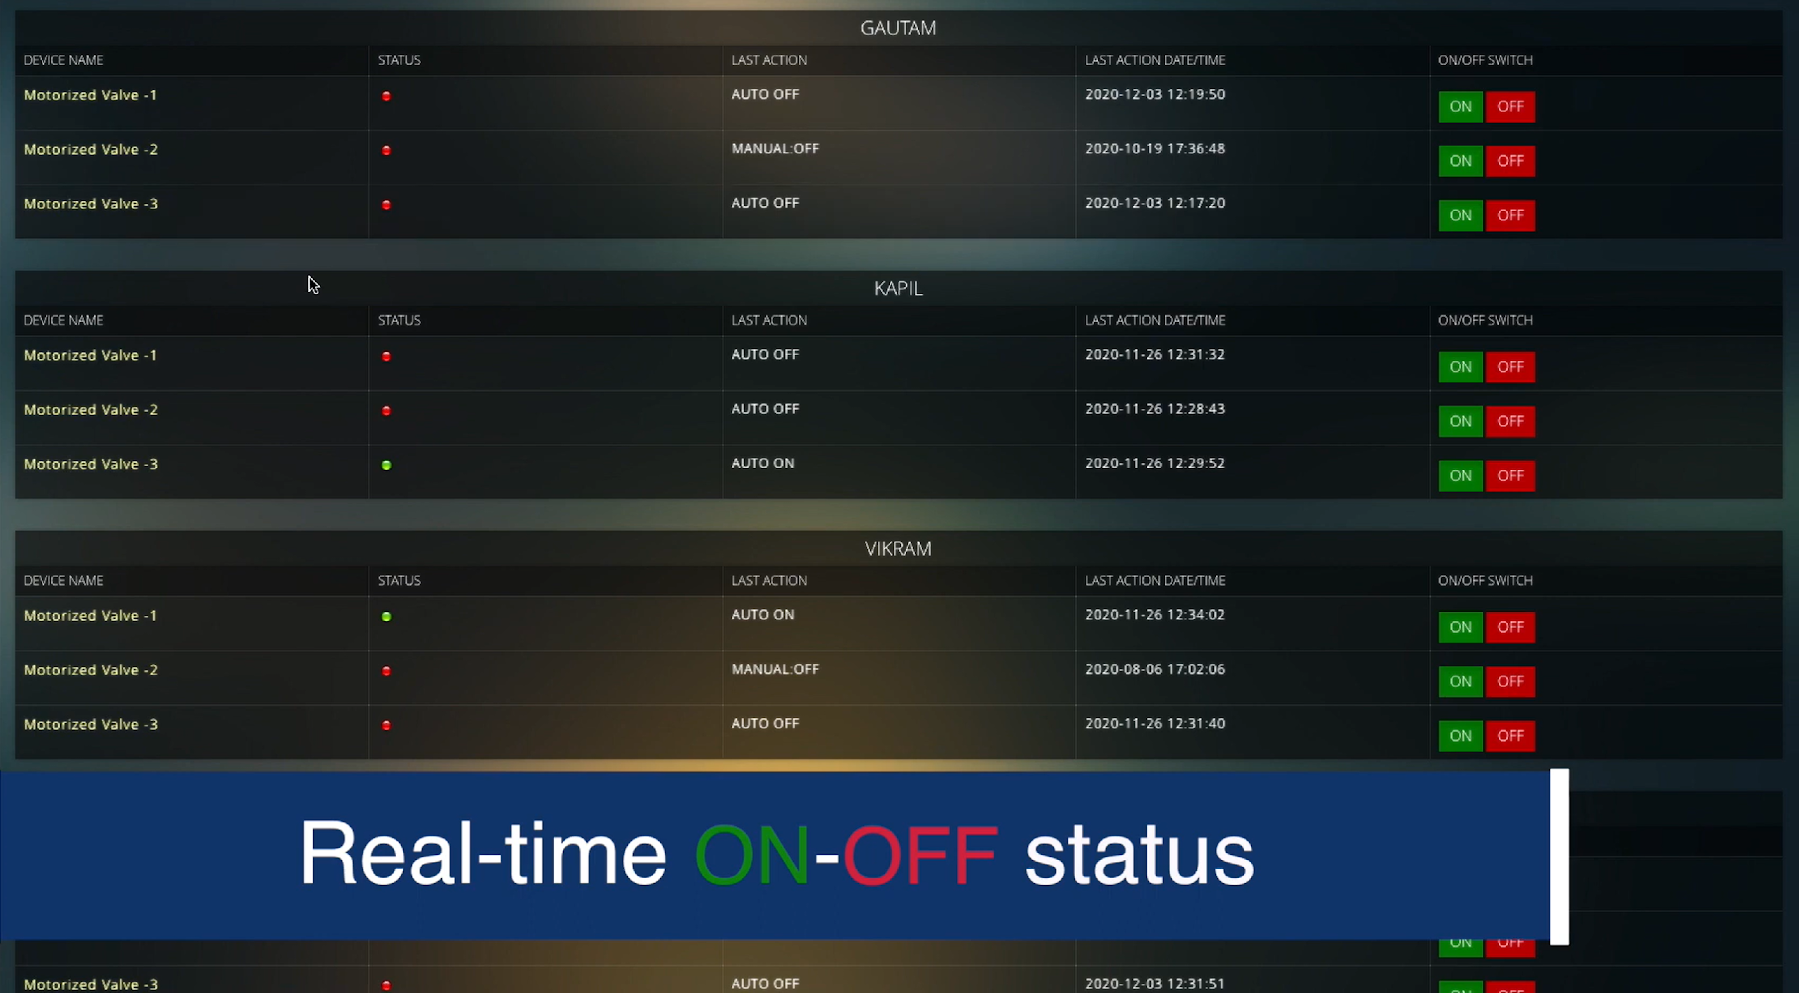 GAUTAM
DEVICE NAME STATUS LAST ACTION LAST ACTION DATE/TIME ON/OFF SWITCH
Motorized Valve -1 AUTO OFF 2020-12-03 12:19:50 ON OFF
Motorized Valve -2 MANUAL:OFF 2020-10-19 17:36:48 ON OFF
Motorized Valve -3 AUTO OFF 2020-12-03 12:17:20 ON OFF
KAPIL
DEVICE NAME STATUS LAST ACTION LAST ACTION DATE/TIME ON/OFF SWITCH
Motorized Valve -1 AUTO OFF 2020-11-26 12:31:32 ON OFF
Motorized Valve -2 AUTO OFF 2020-11-26 12:28:43 ON OFF
Motorized Valve -3 AUTO ON 2020-11-26 12:29:52 ON OFF
VIKRAM
DEVICE NAME STATUS LAST ACTION LAST ACTION DATE/TIME ON/OFF SWITCH
Motorized Valve -1 AUTO ON 2020-11-26 12:34:02 ON OFF
Motorized Valve -2 MANUAL:OFF 2020-08-06 17:02:06 ON OFF
Motorized Valve -3 AUTO OFF 2020-11-26 12:31:40 ON OFF
Real-time ON-OFF status
ON OFF
Motorized Valve -3 AUTO OFF 2020-12-03 12:31:51 ON OFF